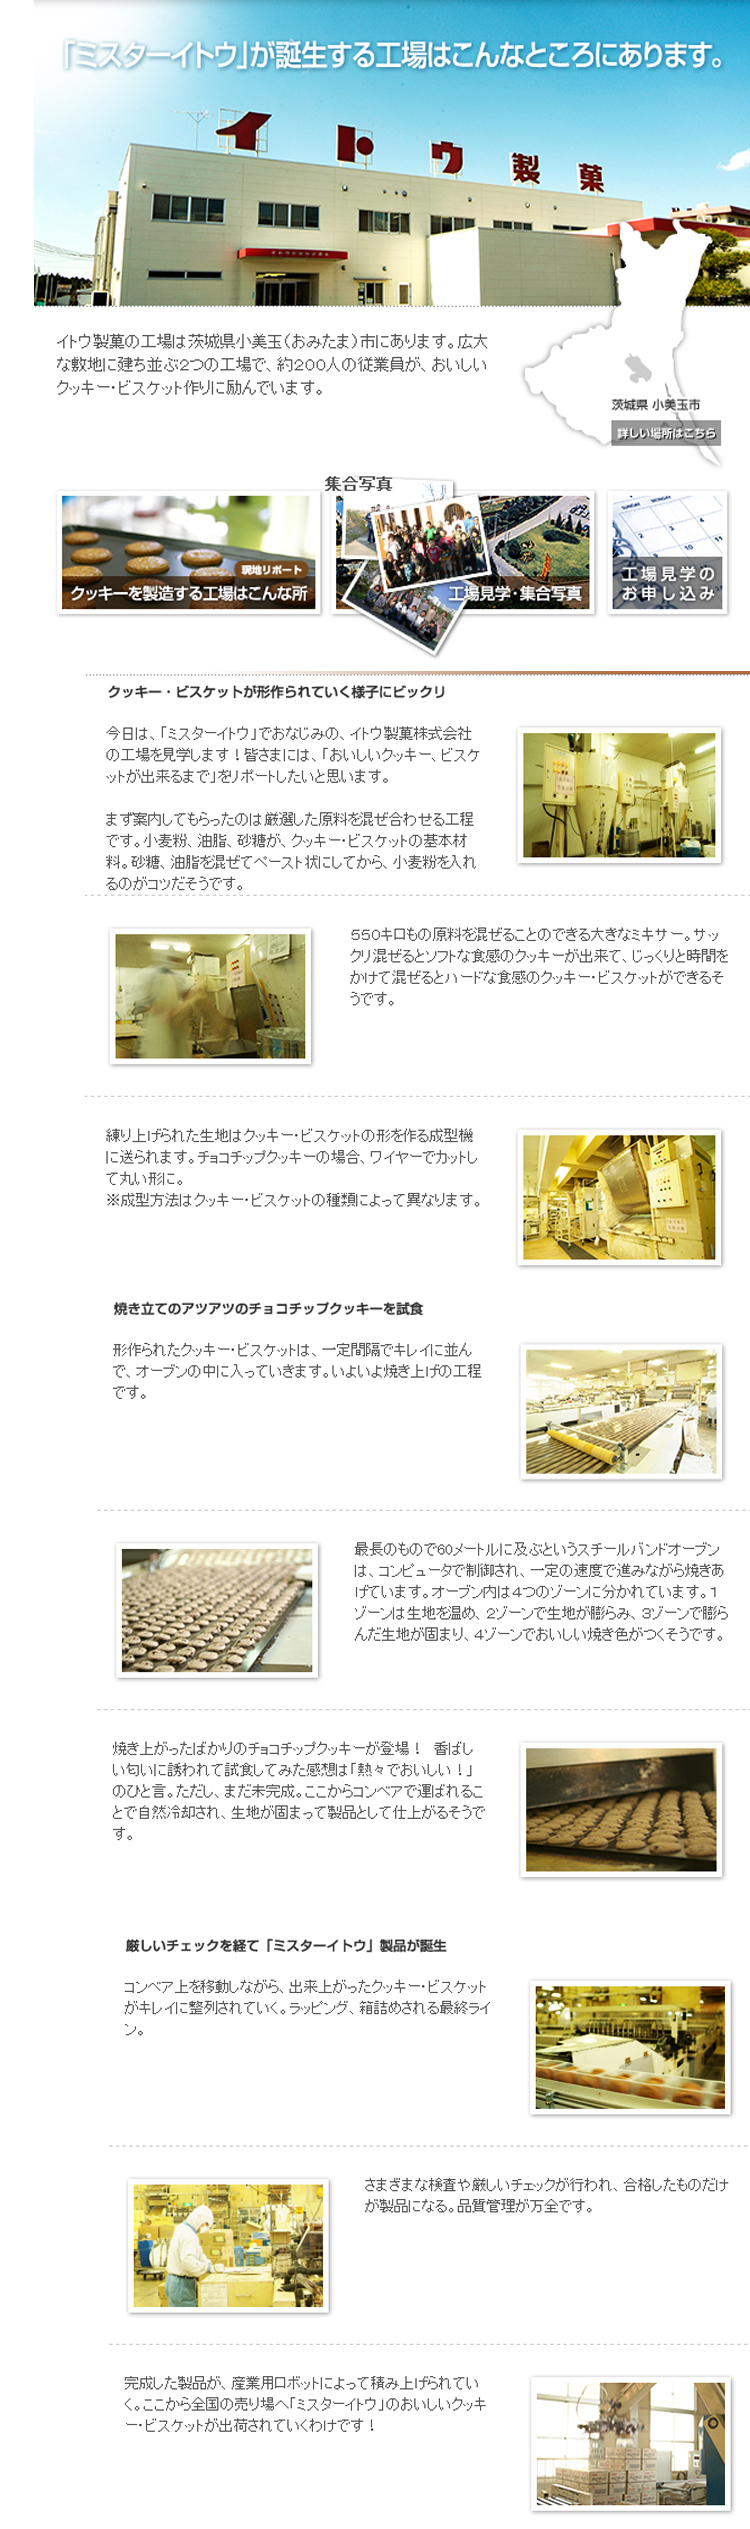 「ミスターイトウ」が誕生する工場はこんなところにあります。
イトウ製菓
イトウ製菓の工場は茨城県小美玉（おみたま）市にあります。広大
な敷地に建ち並ぶ2つの工場で、約200人の従業員が、おいしい
クッキー・ビスケット作りに励んでいます。
茨城県 小美玉市
詳しい場所はこちら
集合写真
現地リポート
クッキーを製造する工場はこんな所
工場見学・集合写真
SUNDAY MONDAY
工場見学の
お申し込み
クッキー・ビスケットが形作られていく様子にビックリ
今日は、「ミスターイトウ」でおなじみの、イトウ製菓株式会社
の工場を見学します！皆さまには、「おいしいクッキー、ビスケ
ットが出来るまで」をリポートしたいと思います。
まず案内してもらったのは厳選した原料を混ぜ合わせる工程
です。小麦粉、油脂、砂糖が、クッキー・ビスケットの基本材
料。砂糖、油脂を混ぜてペースト状にしてから、小麦粉を入れ
るのがコツだそうです。
550キロもの原料を混ぜることのできる大きなミキサー。サッ
クリ混ぜるとソフトな食感のクッキーが出来て、じっくりと時間を
かけて混ぜるとハードな食感のクッキー・ビスケットができるそ
うです。
練り上げられた生地はクッキー・ビスケットの形を作る成型機
に送られます。チョコチップクッキーの場合、ワイヤーでカットし
て丸い形に。
※成型方法はクッキー・ビスケットの種類によって異なります。
焼き立てのアツアツのチョコチップクッキーを試食
形作られたクッキー・ビスケットは、一定間隔でキレイに並ん
で、オーブンの中に入っていきます。いよいよ焼き上げの工程
です。
最長のもので60メートルに及ぶというスチールバンドオーブン
は、コンピュータで制御され、一定の速度で進みながら焼きあ
げています。オーブン内は4つのゾーンに分かれています。1
ゾーンは生地を温め、2ゾーンで生地が膨らみ、3ゾーンで膨ら
んだ生地が固まり、4ゾーンでおいしい焼き色がつくそうです。
焼き上がったばかりのチョコチップクッキーが登場！　香ばし
い匂いに誘われて試食してみた感想は「熱々でおいしい！」
のひと言。ただし、まだ未完成。ここからコンベアで運ばれるこ
とで自然冷却され、生地が固まって製品として仕上がるそうで
す。
厳しいチェックを経て「ミスターイトウ」製品が誕生
コンベア上を移動しながら、出来上がったクッキー・ビスケット
がキレイに整列されていく。ラッピング、箱詰めされる最終ライ
ン。
さまざまな検査や厳しいチェックが行われ、合格したものだけ
が製品になる。品質管理が万全です。
完成した製品が、産業用ロボットによって積み上げられてい
く。ここから全国の売り場へ「ミスターイトウ」のおいしいクッキ
ー・ビスケットが出荷されていくわけです！